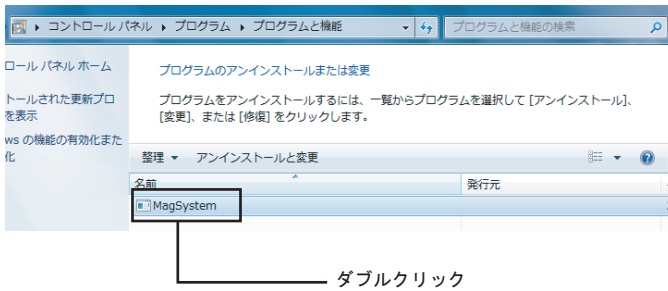 コントロール パネル ▸ プログラム ▸ プログラムと機能
プログラムと機能の検索
ロール パネル ホーム
トールされた更新プロ
を表示
ws の機能の有効化また
化
プログラムのアンインストールまたは変更
プログラムをアンインストールするには、一覧からプログラムを選択して [アンインストール]、
[変更]、または [修復] をクリックします。
整理 アンインストールと変更
名前 発行元
MagSystem
ダブルクリック